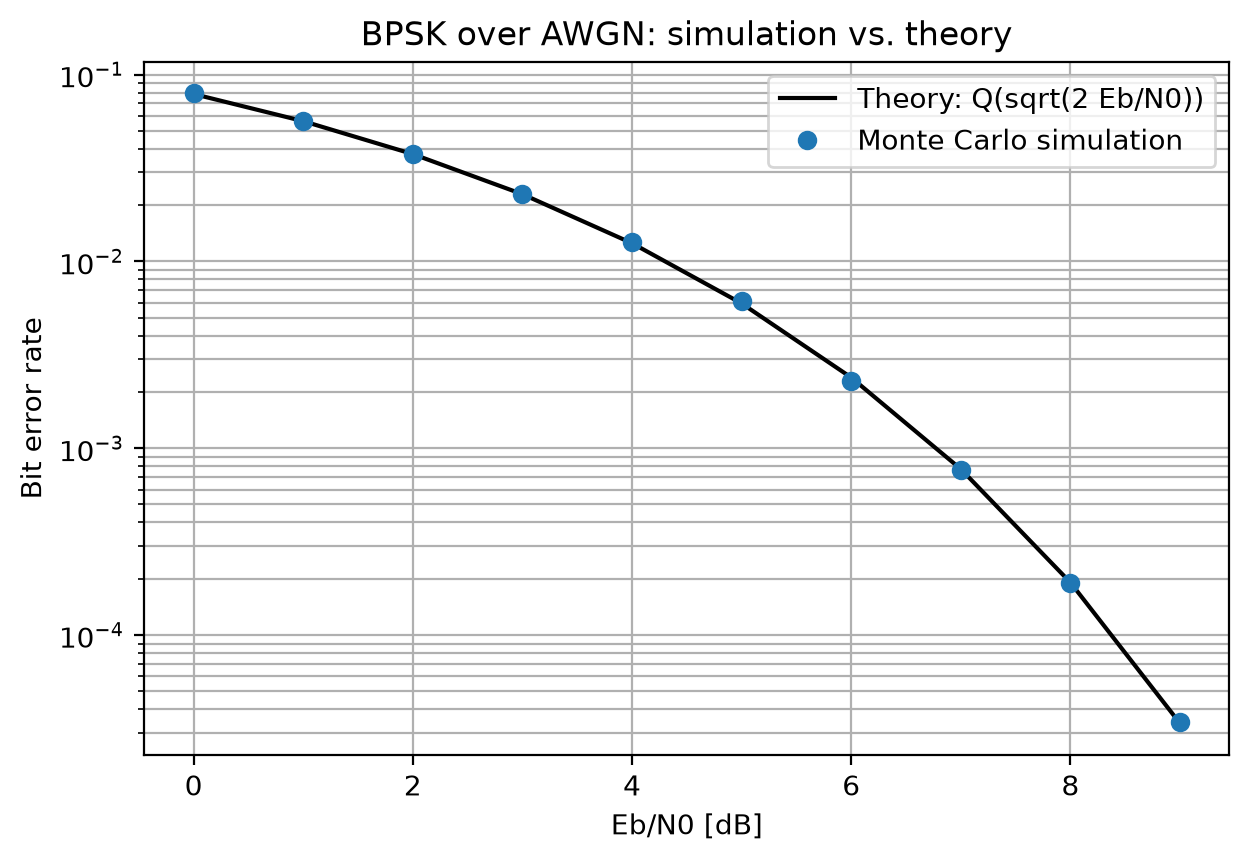 BPSK over AWGN: simulation vs. theory
Theory: Q(sqrt(2 Eb/N0))
Monte Carlo simulation
Bit error rate
10⁻¹
10⁻²
10⁻³
10⁻⁴
0 2 4 6 8
Eb/N0 [dB]